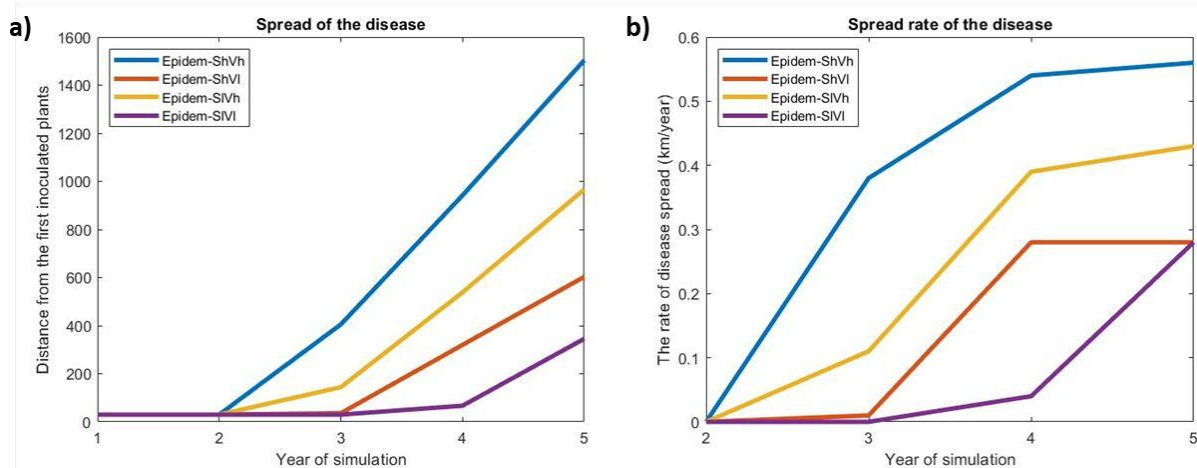 a)
Spread of the disease
Distance from the first inoculated plants
1600
1400
1200
1000
800
600
400
200
0
Epidem-ShVh
Epidem-ShVl
Epidem-SlVh
Epidem-SlVl
1 2 3 4 5
Year of simulation
b)
Spread rate of the disease
The rate of disease spread (km/year)
0.6
0.5
0.4
0.3
0.2
0.1
0
Epidem-ShVh
Epidem-ShVl
Epidem-SlVh
Epidem-SlVl
2 3 4 5
Year of simulation